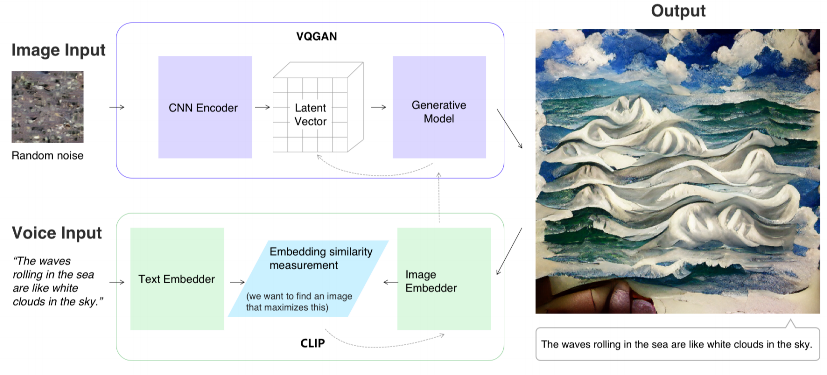 Output
VQGAN
Image Input
CNN Encoder
Latent
Vector
Generative
Model
Random noise
Voice Input
“The waves
rolling in the sea
are like white
clouds in the sky.”
Text Embedder
Embedding similarity
measurement
(we want to find an image
that maximizes this)
Image
Embedder
CLIP
The waves rolling in the sea are like white clouds in the sky.